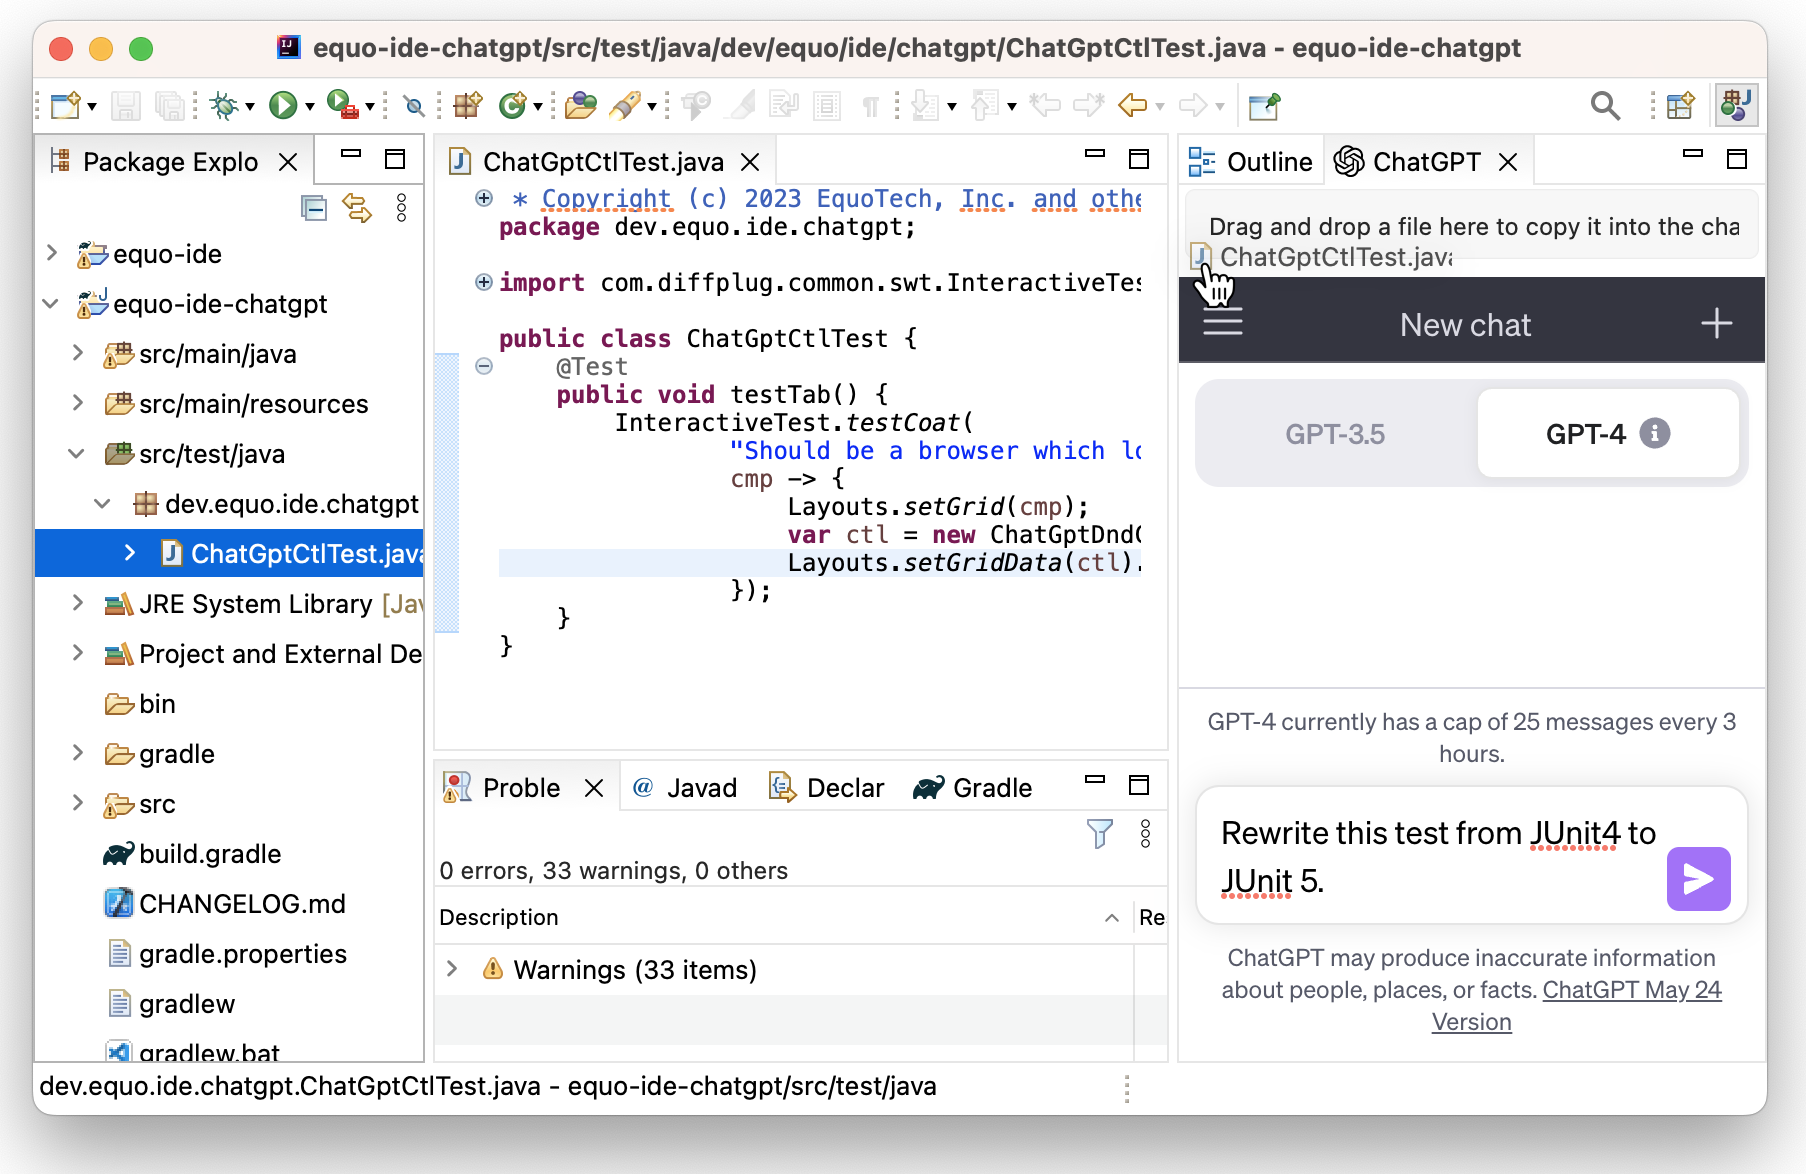 equo-ide-chatgpt/src/test/java/dev/equo/ide/chatgpt/ChatGptCtlTest.java - equo-ide-chatgpt
Package Explo
equo-ide
equo-ide-chatgpt
src/main/java
src/main/resources
src/test/java
dev.equo.ide.chatgpt
ChatGptCtlTest.java
JRE System Library [Jav
Project and External De
bin
gradle
src
build.gradle
CHANGELOG.md
gradle.properties
gradlew
gradlew.bat
ChatGptCtlTest.java
* Copyright (c) 2023 EquoTech, Inc. and othe
package dev.equo.ide.chatgpt;
import com.diffplug.common.swt.InteractiveTes
public class ChatGptCtlTest {
@Test
public void testTab() {
InteractiveTest.testCoat(
"Should be a browser which lo
cmp -> {
Layouts.setGrid(cmp);
var ctl = new ChatGptDndC
Layouts.setGridData(ctl).
});
}
}
Proble
@ Javad
Declar
Gradle
0 errors, 33 warnings, 0 others
Description
Re
Warnings (33 items)
Outline
ChatGPT
Drag and drop a file here to copy it into the cha
ChatGptCtlTest.java
New chat
GPT-3.5
GPT-4
GPT-4 currently has a cap of 25 messages every 3
hours.
Rewrite this test from JUnit4 to
JUnit 5.
ChatGPT may produce inaccurate information
about people, places, or facts. ChatGPT May 24
Version
dev.equo.ide.chatgpt.ChatGptCtlTest.java - equo-ide-chatgpt/src/test/java